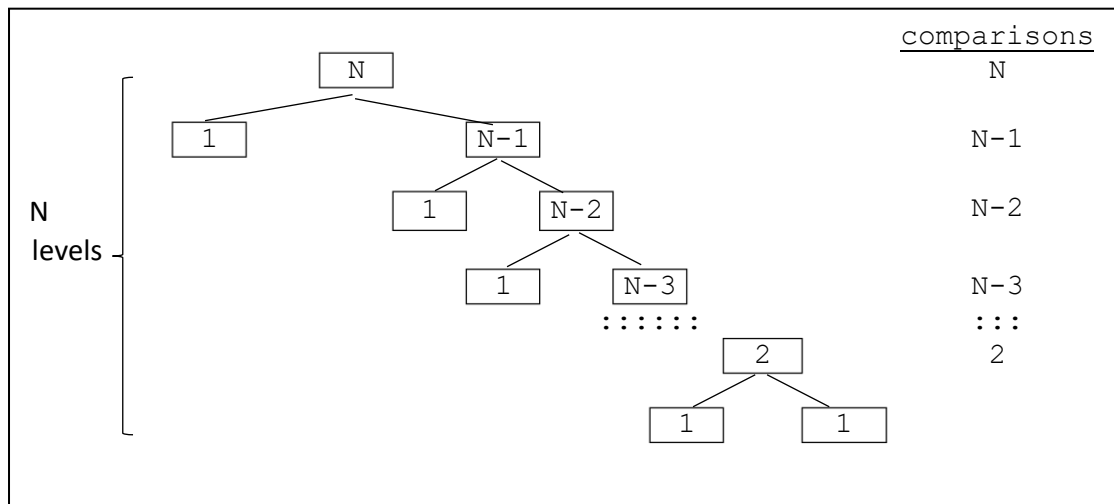 comparisons
N N
1 N-1 N-1
1 N-2 N-2
N
levels
1 N-3 N-3
:::::: :::
2 2
1 1